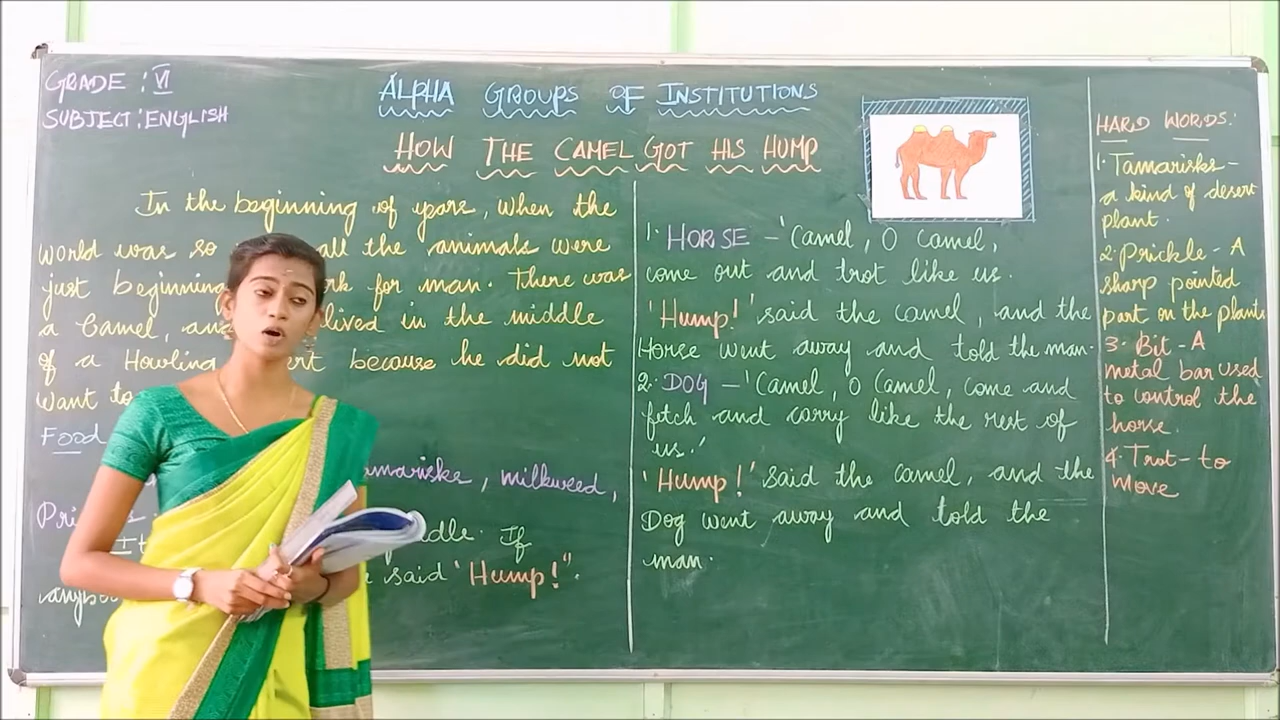 GRADE : VI
SUBJECT : ENGLISH
ALPHA GROUPS OF INSTITUTIONS
HOW THE CAMEL GOT HIS HUMP
In the beginning of years, when the
world was so all the animals were
just beginning for man. There was
a Camel, and lived in the middle
of a Howling because he did not
want to
Food
milkweed,
If
said "Hump!".
1. HORSE - 'Camel, O Camel,
come out and trot like us.
'Hump!' said the camel, and the
Horse went away and told the man.
2. DOG - 'Camel, O Camel, come and
fetch and carry like the rest of
us.'
'Hump!' said the camel, and the
Dog went away and told the
man.
HARD WORDS:
1. Tamarisks -
a kind of desert
plant.
2. Prickle - A
sharp pointed
part on the plants
3. Bit - A
metal bar used
to control the
horse.
4. Trot - to
move